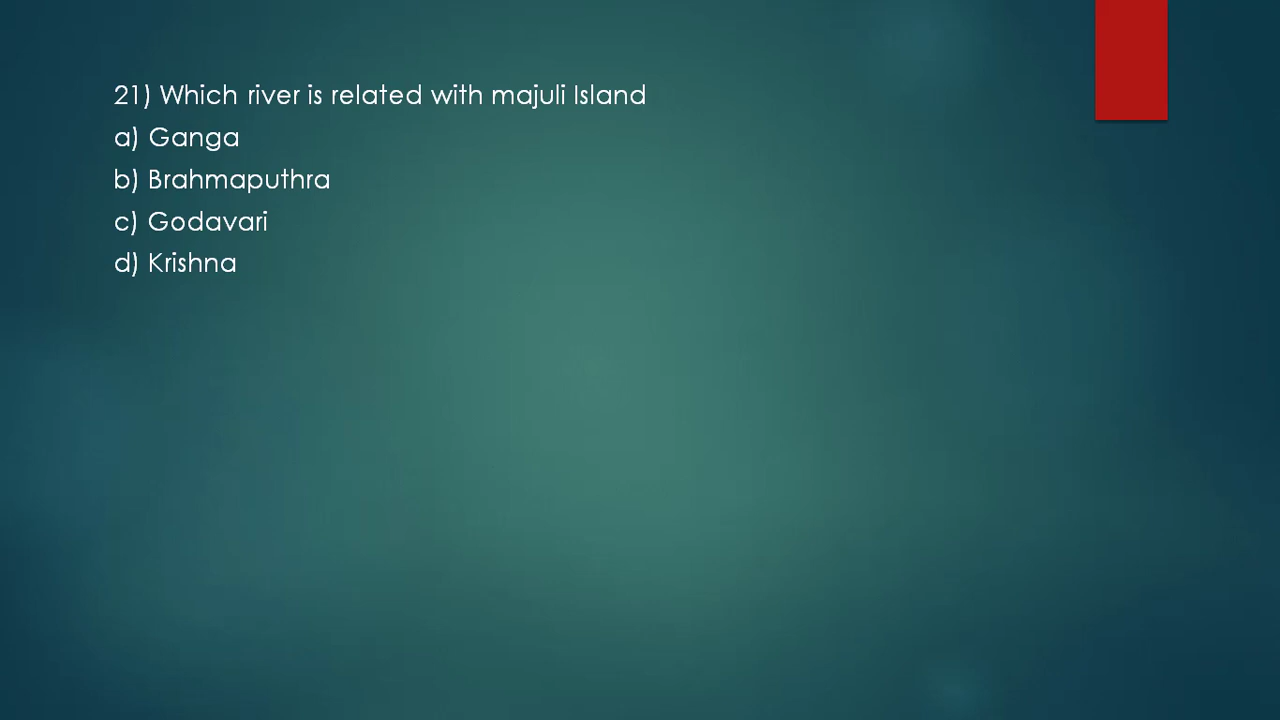 21) Which river is related with majuli Island
a) Ganga
b) Brahmaputhra
c) Godavari
d) Krishna